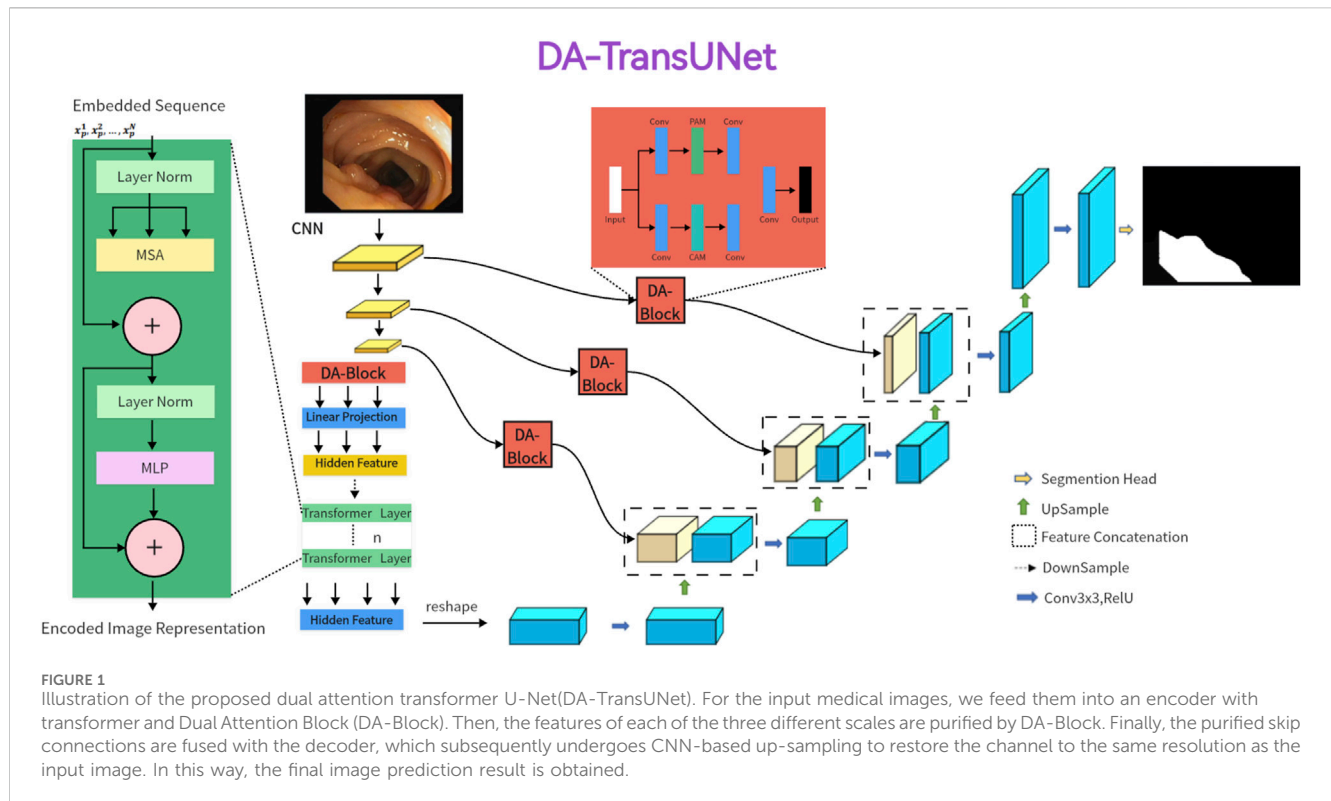 DA-TransUNet
Embedded Sequence
x_p^1, x_p^2, ..., x_p^N
Layer Norm
MSA
+
Layer Norm
MLP
+
Encoded Image Representation
CNN
DA-Block
Linear Projection
Hidden Feature
Transformer Layer
n
Transformer Layer
Hidden Feature
reshape
Conv
PAM
Conv
Input
Conv
Output
Conv
CAM
Conv
DA-
Block
DA-
Block
DA-
Block
Segmention Head
UpSample
Feature Concatenation
DownSample
Conv3x3,RelU
FIGURE 1
Illustration of the proposed dual attention transformer U-Net(DA-TransUNet). For the input medical images, we feed them into an encoder with
transformer and Dual Attention Block (DA-Block). Then, the features of each of the three different scales are purified by DA-Block. Finally, the purified skip
connections are fused with the decoder, which subsequently undergoes CNN-based up-sampling to restore the channel to the same resolution as the
input image. In this way, the final image prediction result is obtained.